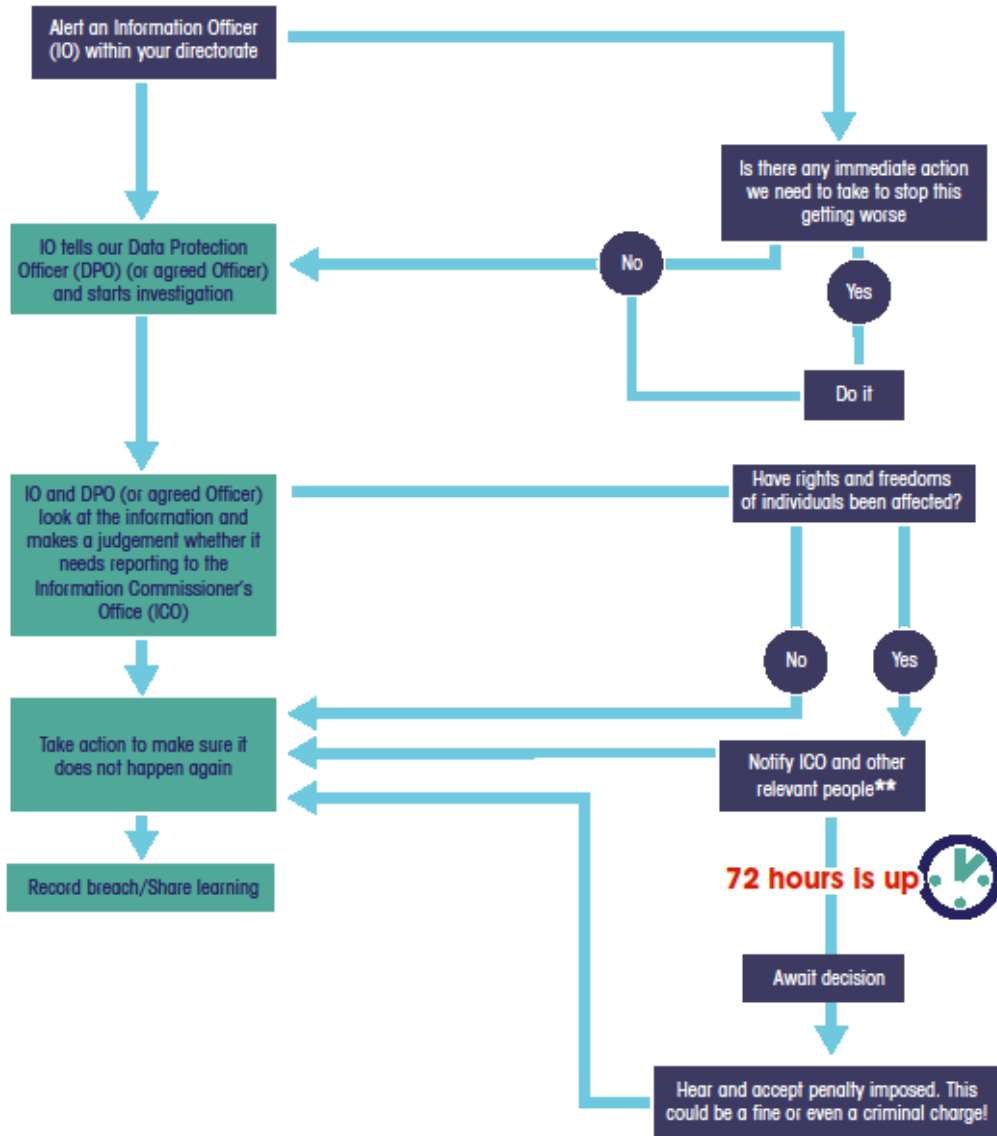 Alert an Information Officer
(IO) within your directorate
Is there any immediate action
we need to take to stop this
getting worse
IO tells our Data Protection
Officer (DPO) (or agreed Officer)
and starts investigation
No
Yes
Do it
IO and DPO (or agreed Officer)
look at the information and
makes a judgement whether it
needs reporting to the
Information Commissioner's
Office (ICO)
Have rights and freedoms
of individuals been affected?
No
Yes
Take action to make sure it
does not happen again
Notify ICO and other
relevant people**
Record breach/Share learning
72 hours is up
Await decision
Hear and accept penalty imposed. This
could be a fine or even a criminal charge!